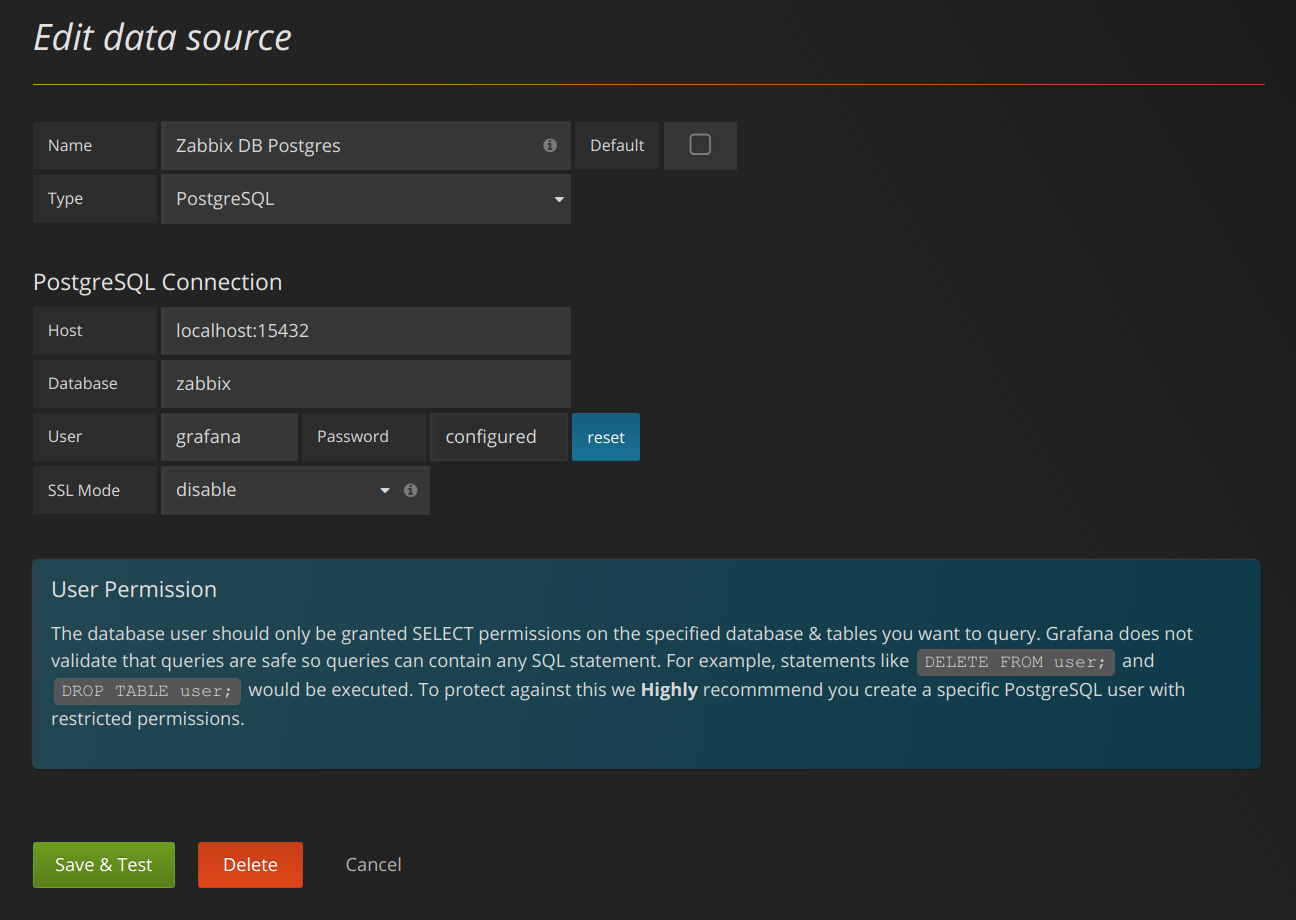 Edit data source
Name Zabbix DB Postgres Default
Type PostgreSQL
PostgreSQL Connection
Host localhost:15432
Database zabbix
User grafana Password configured reset
SSL Mode disable
User Permission
The database user should only be granted SELECT permissions on the specified database & tables you want to query. Grafana does not
validate that queries are safe so queries can contain any SQL statement. For example, statements like DELETE FROM user; and
DROP TABLE user; would be executed. To protect against this we Highly recommmend you create a specific PostgreSQL user with
restricted permissions.
Save & Test Delete Cancel